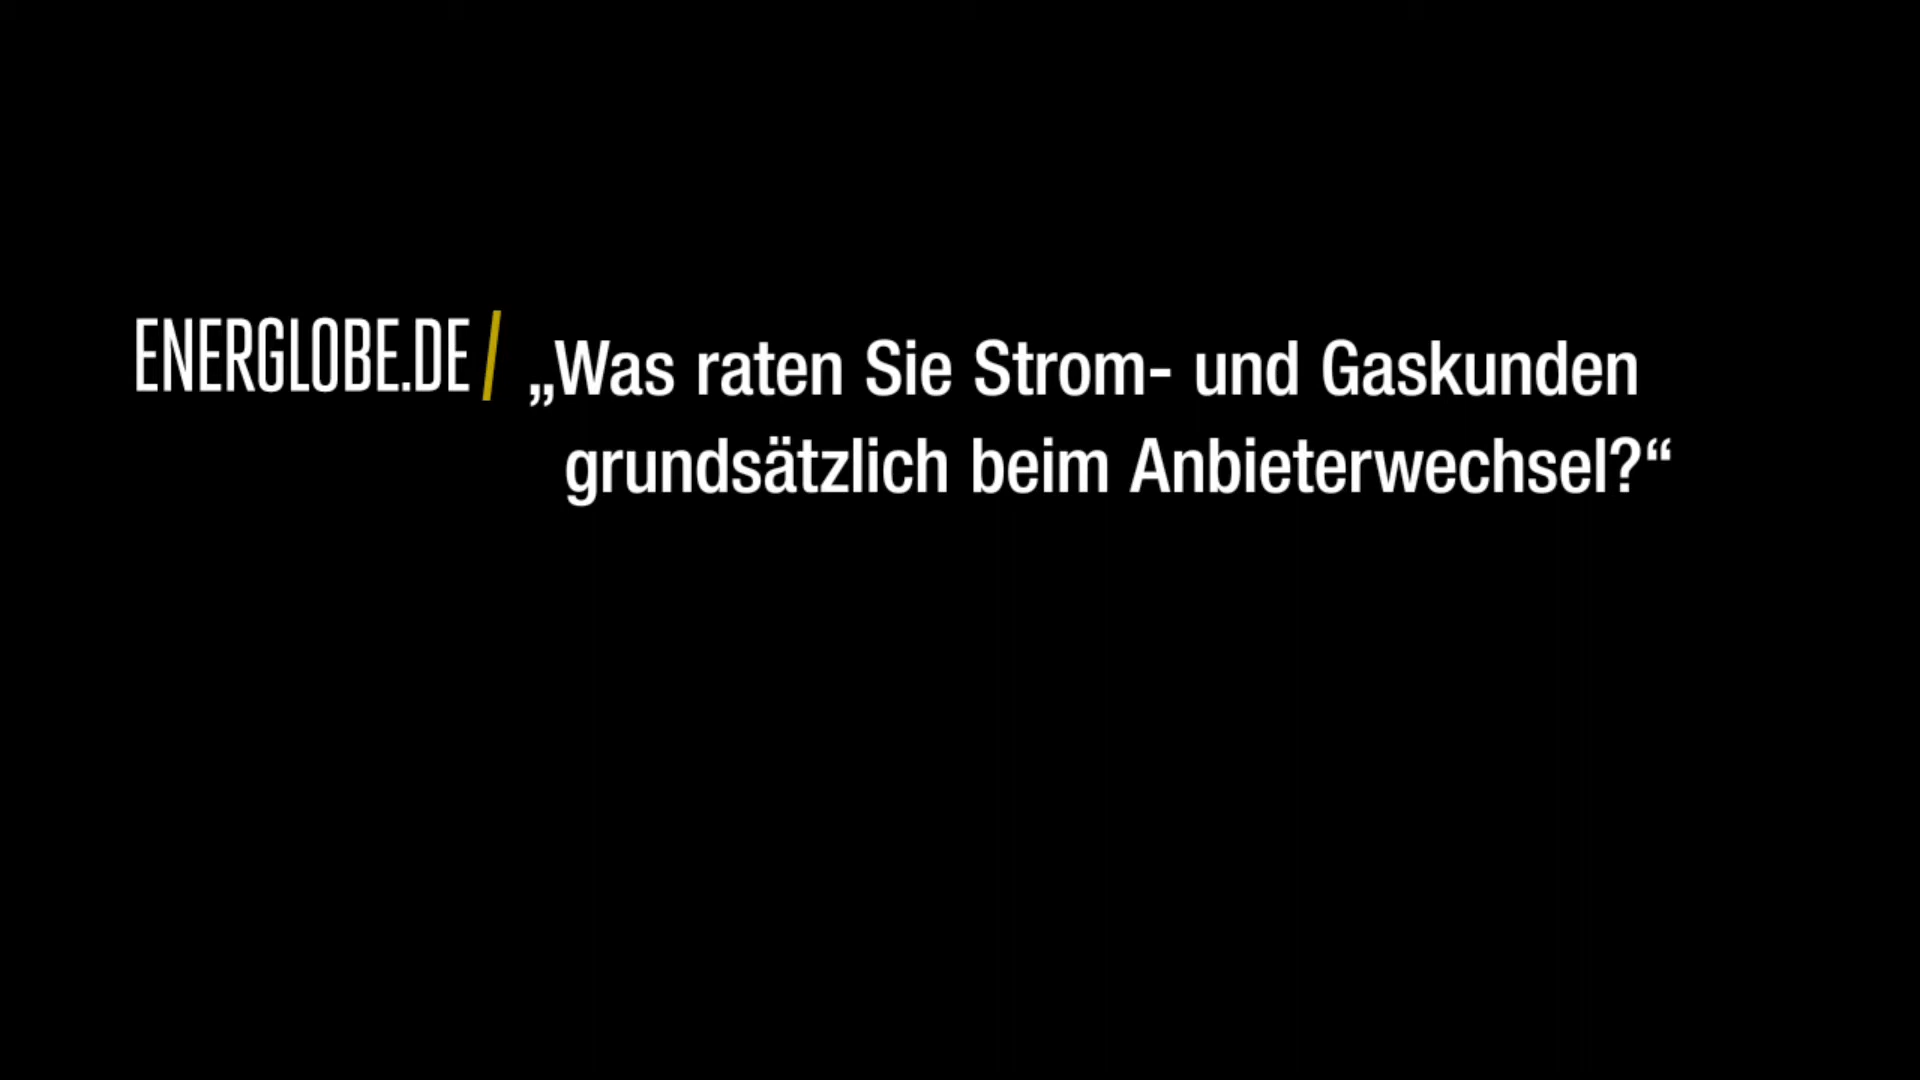 ENERGLOBE.DE/ „Was raten Sie Strom- und Gaskunden
grundsätzlich beim Anbieterwechsel?“